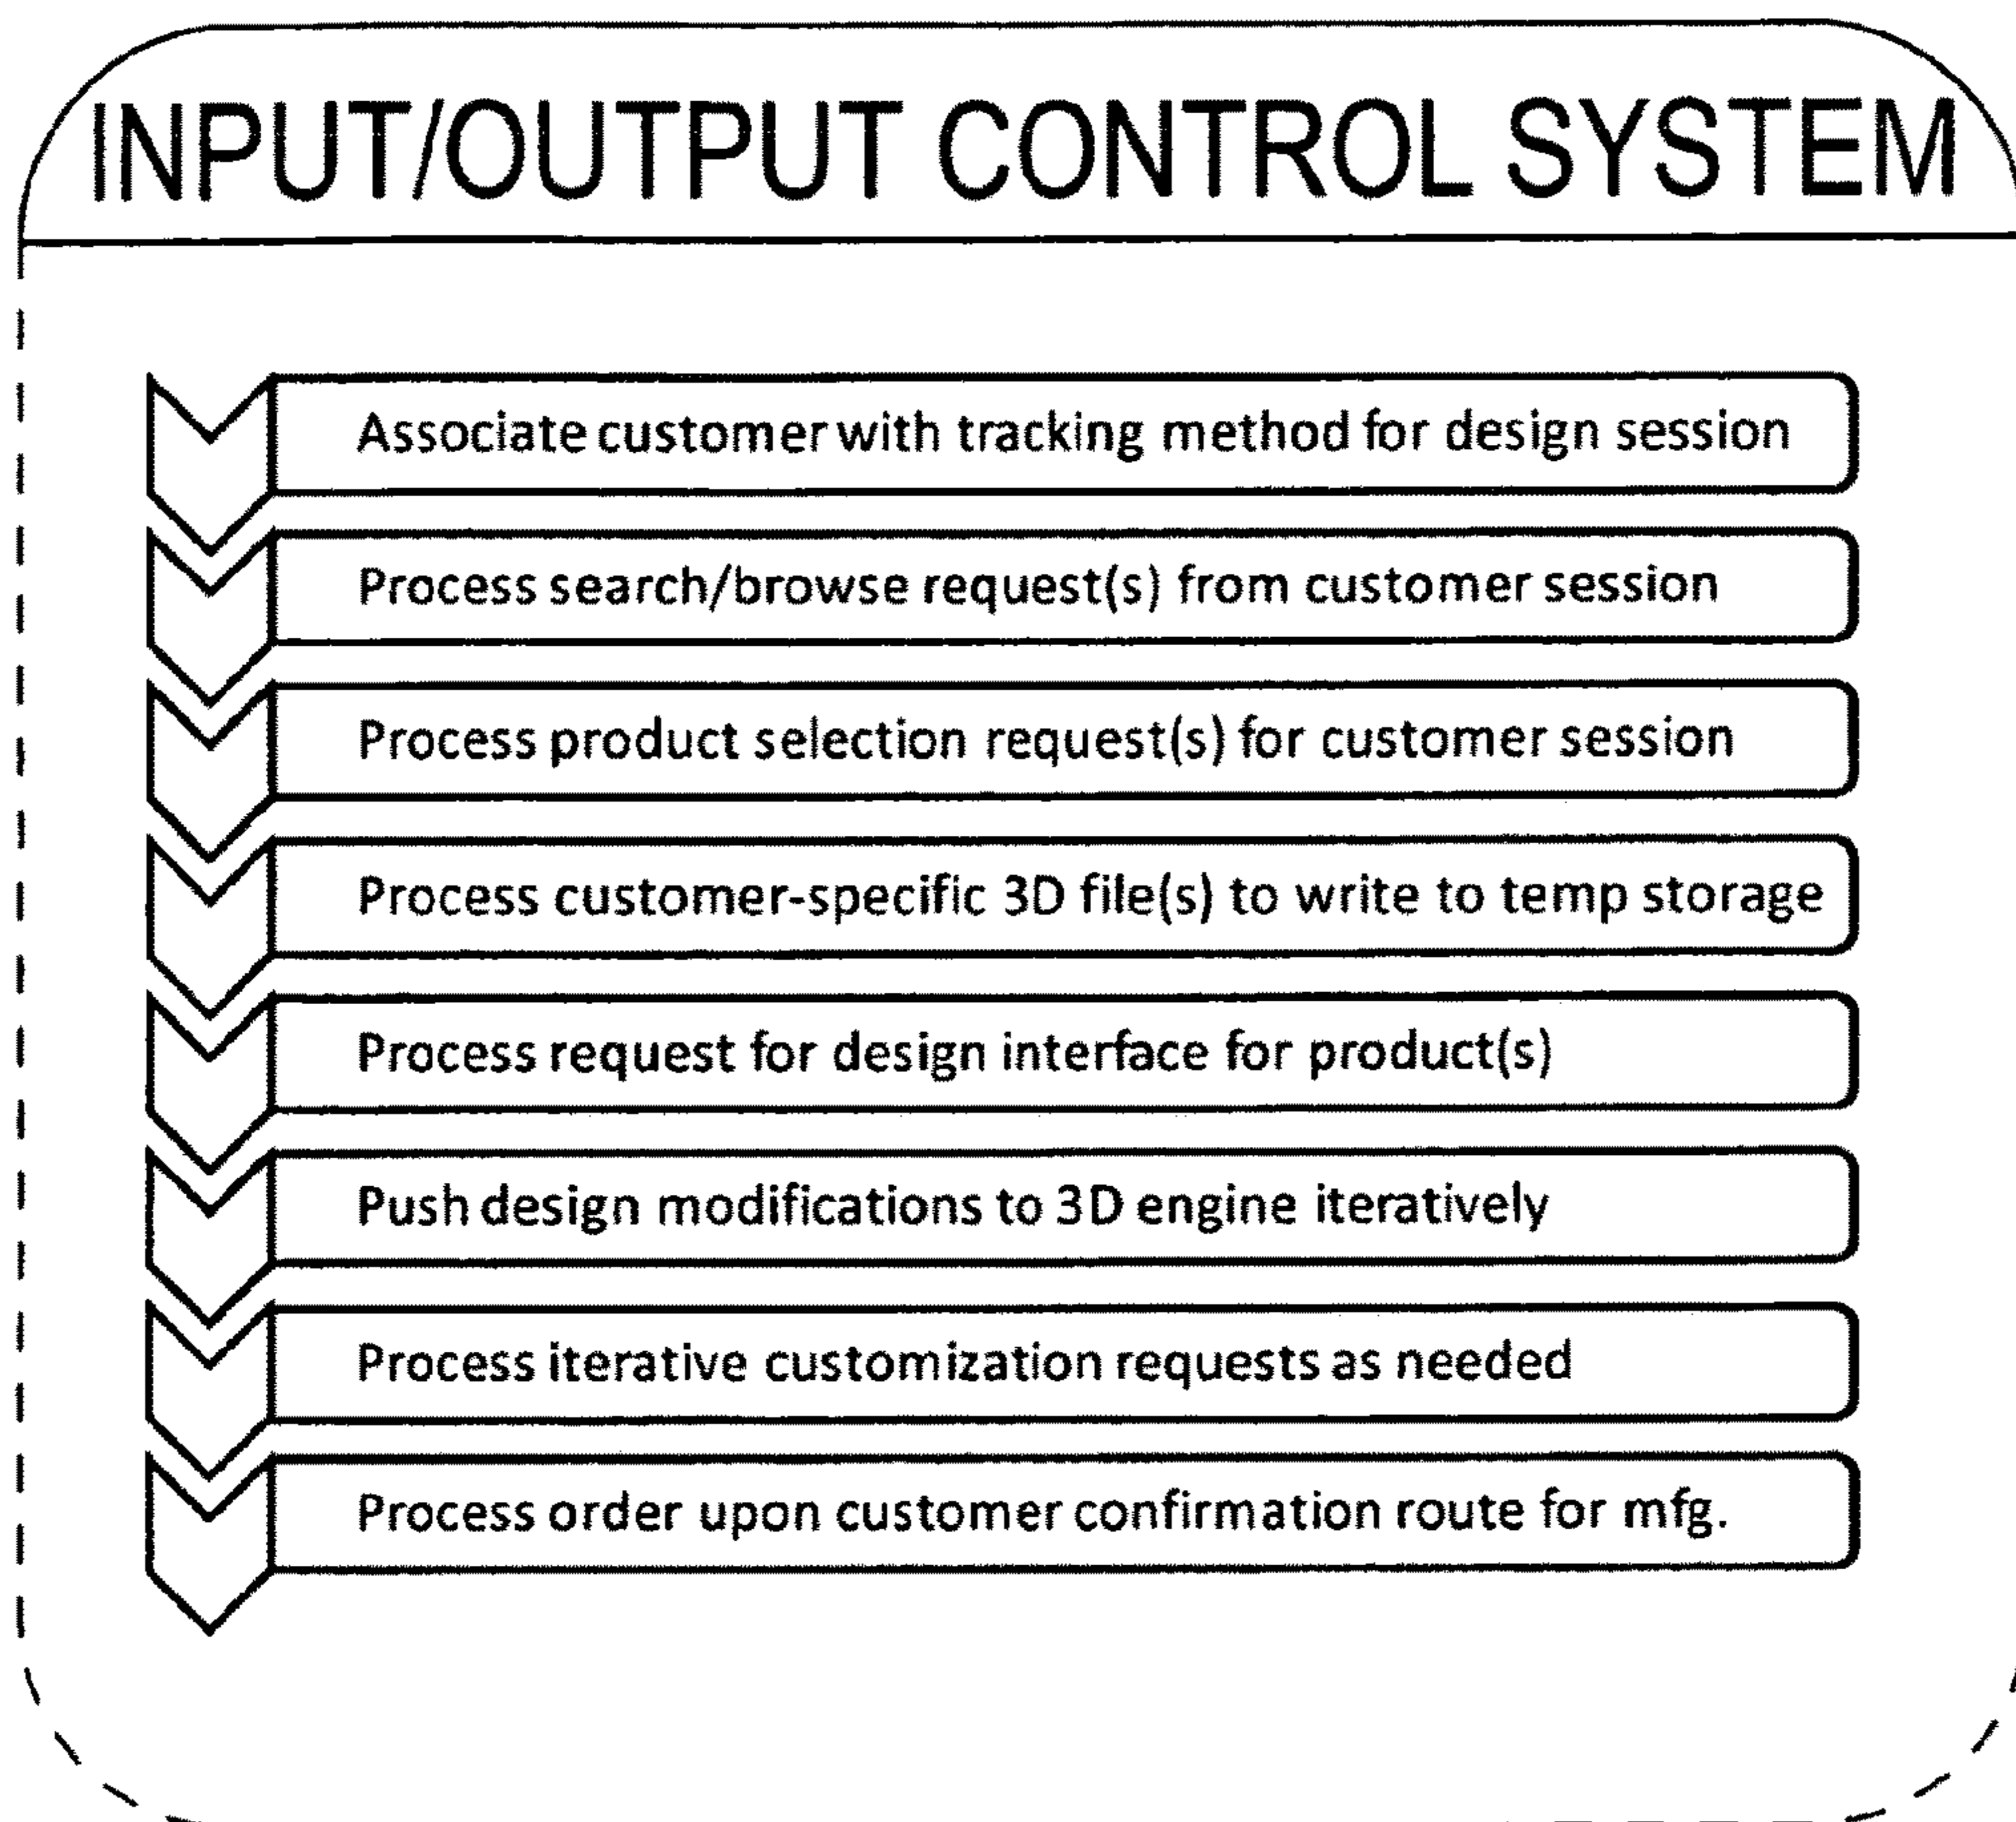 INPUT/OUTPUT CONTROL SYSTEM
Associate customer with tracking method for design session
Process search/browse request(s) from customer session
Process product selection request(s) for customer session
Process customer-specific 3D file(s) to write to temp storage
Process request for design interface for product(s)
Push design modifications to 3D engine iteratively
Process iterative customization requests as needed
Process order upon customer confirmation route for mfg.